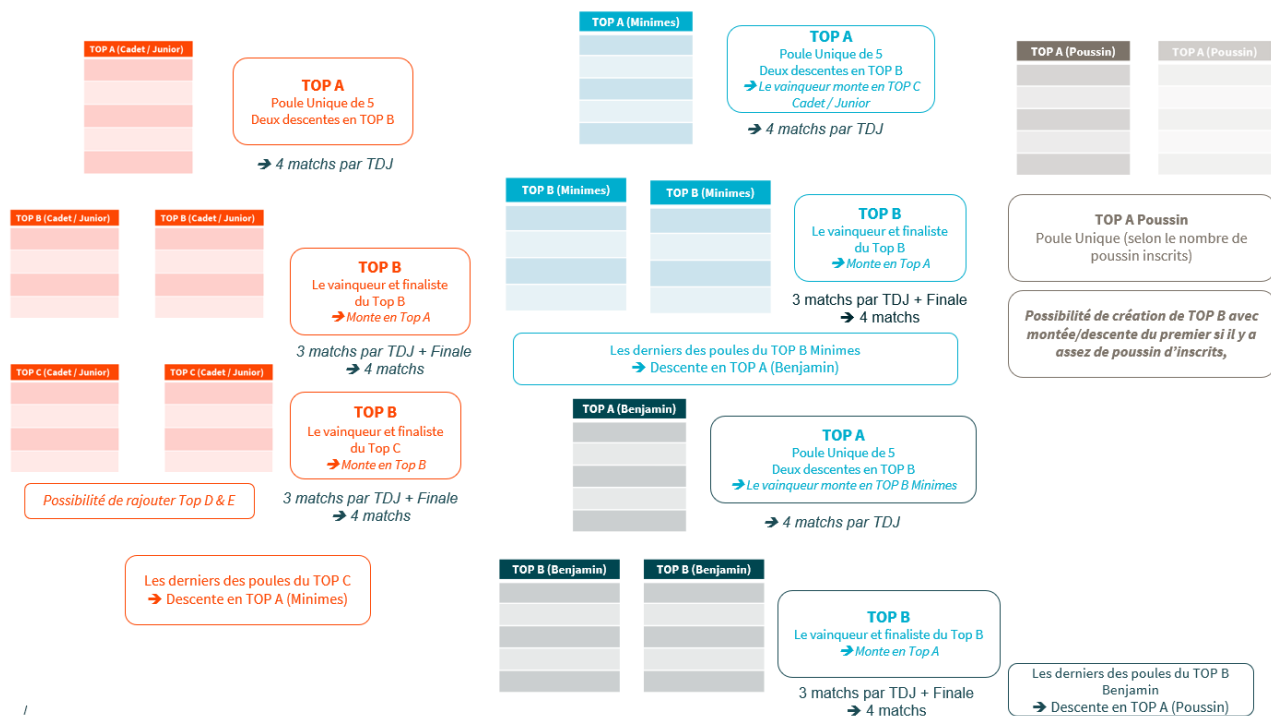 TOP A (Cadet / Junior)
TOP A
Poule Unique de 5
Deux descentes en TOP B
➔ 4 matchs par TDJ
TOP B (Cadet / Junior)
TOP B (Cadet / Junior)
TOP B
Le vainqueur et finaliste
du Top B
➔ Monte en Top A
3 matchs par TDJ + Finale
➔ 4 matchs
TOP C (Cadet / Junior)
TOP C (Cadet / Junior)
TOP B
Le vainqueur et finaliste
du Top C
➔ Monte en Top B
3 matchs par TDJ + Finale
➔ 4 matchs
Possibilité de rajouter Top D & E
Les derniers des poules du TOP C
➔ Descente en TOP A (Minimes)
/
TOP A (Minimes)
TOP A
Poule Unique de 5
Deux descentes en TOP B
➔ Le vainqueur monte en TOP C
Cadet / Junior
➔ 4 matchs par TDJ
TOP B (Minimes)
TOP B (Minimes)
TOP B
Le vainqueur et finaliste
du Top B
➔ Monte en Top A
3 matchs par TDJ + Finale
➔ 4 matchs
Les derniers des poules du TOP B Minimes
➔ Descente en TOP A (Benjamin)
TOP A (Benjamin)
TOP A
Poule Unique de 5
Deux descentes en TOP B
➔ Le vainqueur monte en TOP B Minimes
➔ 4 matchs par TDJ
TOP B (Benjamin)
TOP B (Benjamin)
TOP B
Le vainqueur et finaliste du Top B
➔ Monte en Top A
3 matchs par TDJ + Finale
➔ 4 matchs
TOP A (Poussin)
TOP A (Poussin)
TOP A Poussin
Poule Unique (selon le nombre de
poussin inscrits)
Possibilité de création de TOP B avec
montée/descente du premier si il y a
assez de poussin d'inscrits,
Les derniers des poules du TOP B
Benjamin
➔ Descente en TOP A (Poussin)